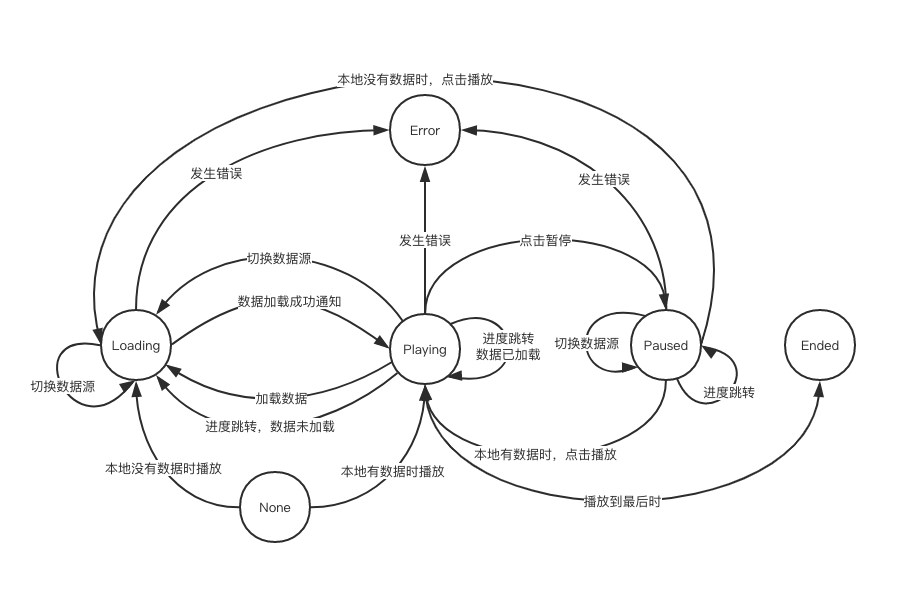 本地没有数据时，点击播放
Error
发生错误
发生错误
发生错误
点击暂停
切换数据源
数据加载成功通知
Loading
Playing
进度跳转
数据已加载
切换数据源
Paused
Ended
切换数据源
加载数据
进度跳转
进度跳转，数据未加载
本地有数据时，点击播放
本地没有数据时播放
本地有数据时播放
播放到最后时
None